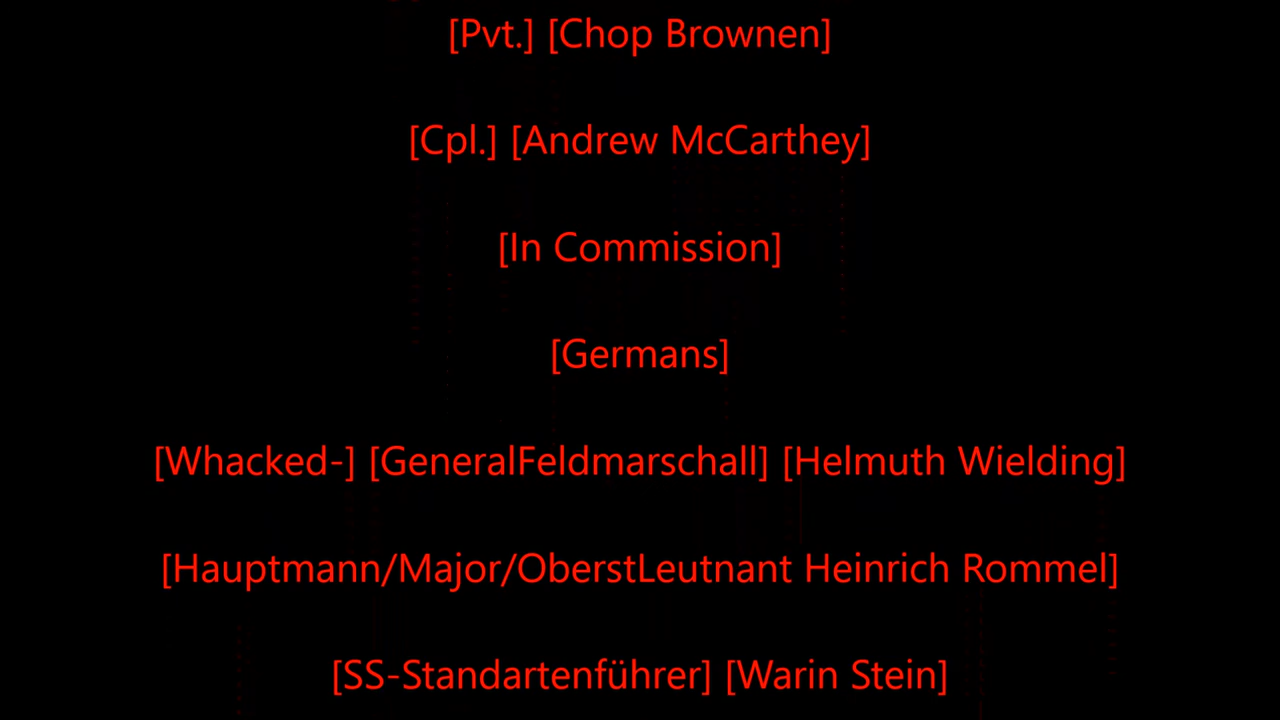 [Pvt.] [Chop Brownen]
[Cpl.] [Andrew McCarthey]
[In Commission]
[Germans]
[Whacked-] [GeneralFeldmarschall] [Helmuth Wielding]
[Hauptmann/Major/OberstLeutnant Heinrich Rommel]
[SS-Standartenführer] [Warin Stein]